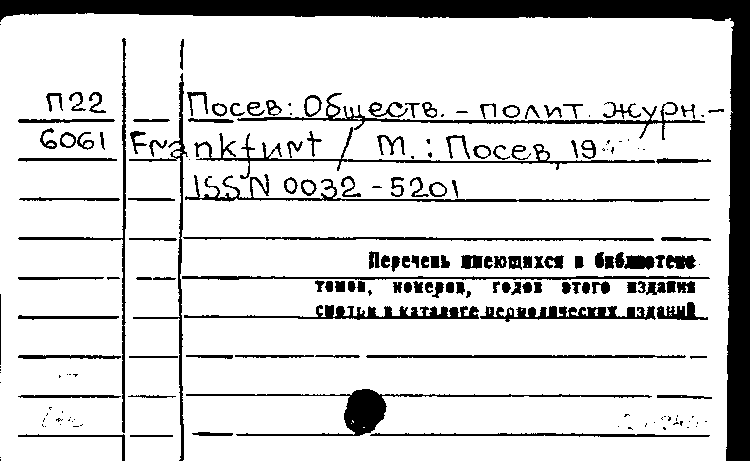 П22 Посев: Обществ. - полит. журн. -
6061 Frankfurt / М.: Посев, 19
ISSN 0032-5201
Перечень имеющихся в библиотеке
томов, номеров, годов этого издания
смотри в каталоге периодических изданий